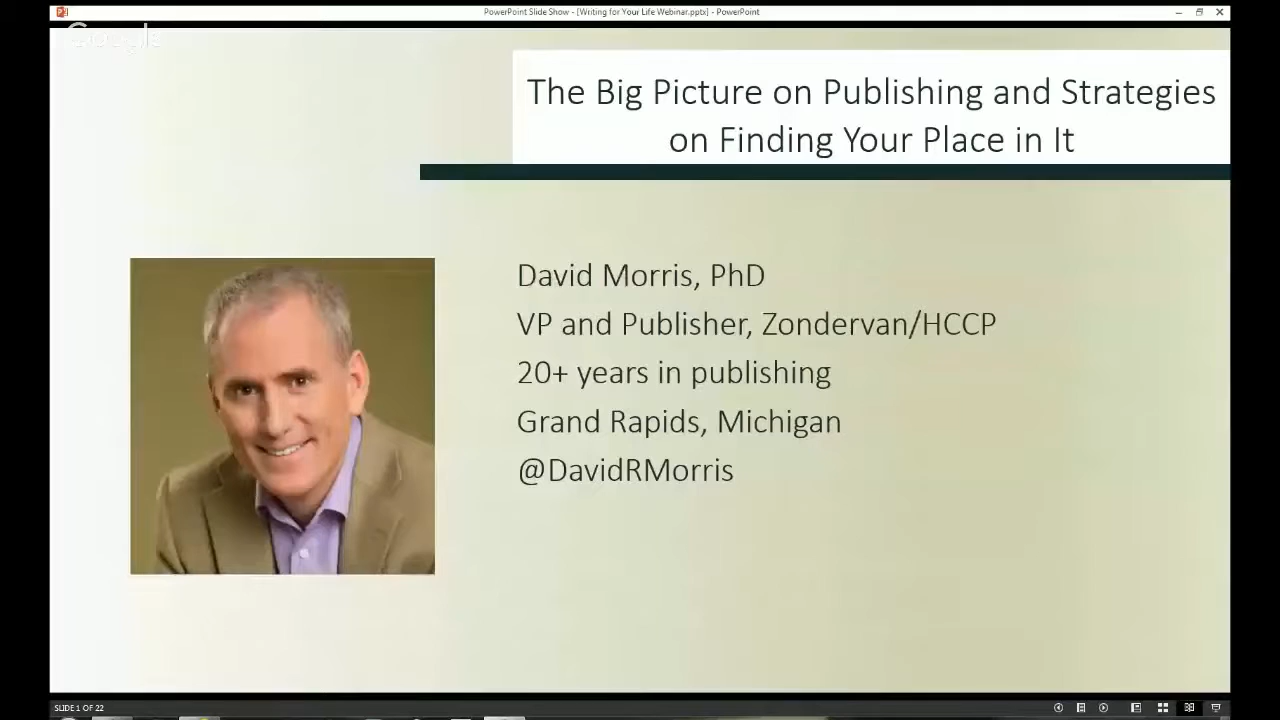 PowerPoint Slide Show - [Writing for Your Life Webinar.pptx] - PowerPoint
Google
The Big Picture on Publishing and Strategies
on Finding Your Place in It
David Morris, PhD
VP and Publisher, Zondervan/HCCP
20+ years in publishing
Grand Rapids, Michigan
@DavidRMorris
SLIDE 1 OF 22